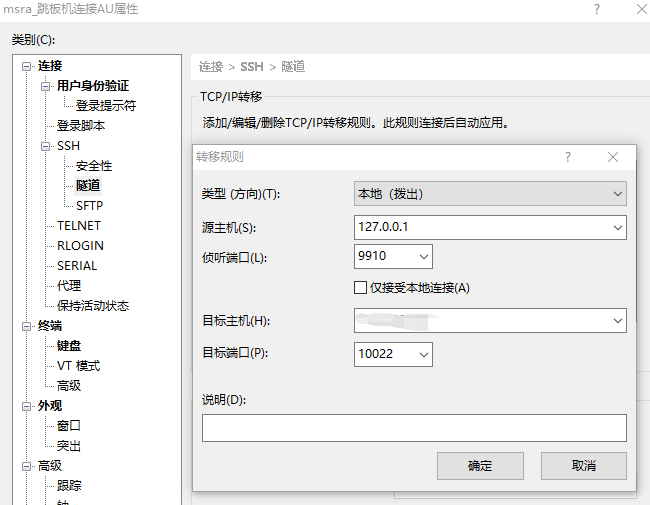 msra_跳板机连接AU属性
类别(C):
连接
用户身份验证
登录提示符
登录脚本
SSH
安全性
隧道
SFTP
TELNET
RLOGIN
SERIAL
代理
保持活动状态
终端
键盘
VT 模式
高级
外观
窗口
突出
高级
跟踪
连接 > SSH > 隧道
TCP/IP转移
添加/编辑/删除TCP/IP转移规则。此规则连接后自动应用。
转移规则
类型 (方向)(T):
本地（拨出）
源主机(S):
127.0.0.1
侦听端口(L):
9910
仅接受本地连接(A)
目标主机(H):
目标端口(P):
10022
说明(D):
确定
取消